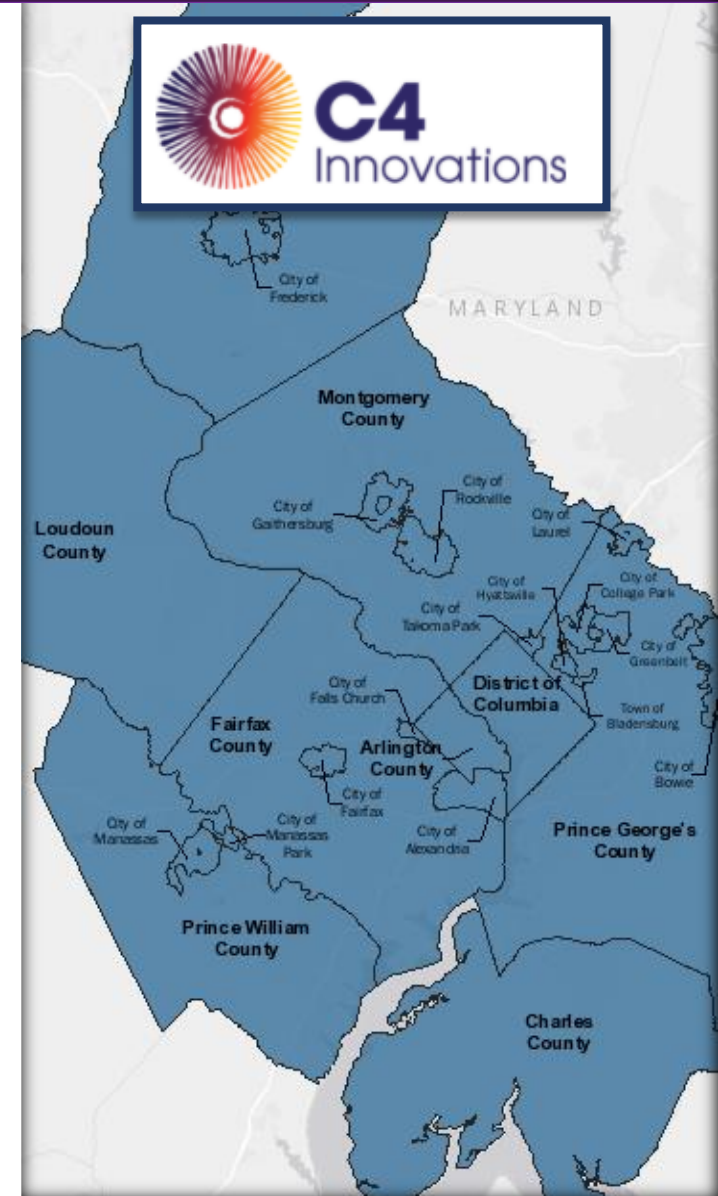 C4
Innovations
City of
Frederick
MARYLAND
Montgomery
County
City of
Rockville
City of
Gaithersburg
City of
Laurel
Loudoun
County
City of
Hyattsville
City of
College Park
City of
Takoma Park
City of
Greenbelt
City of
Falls Church
District of
Columbia
Town of
Bladensburg
Fairfax
County
Arlington
County
City of
Bowie
City of
Fairfax
City of
Manassas
City of
Manassas
Park
City of
Alexandria
Prince George's
County
Prince William
County
Charles
County